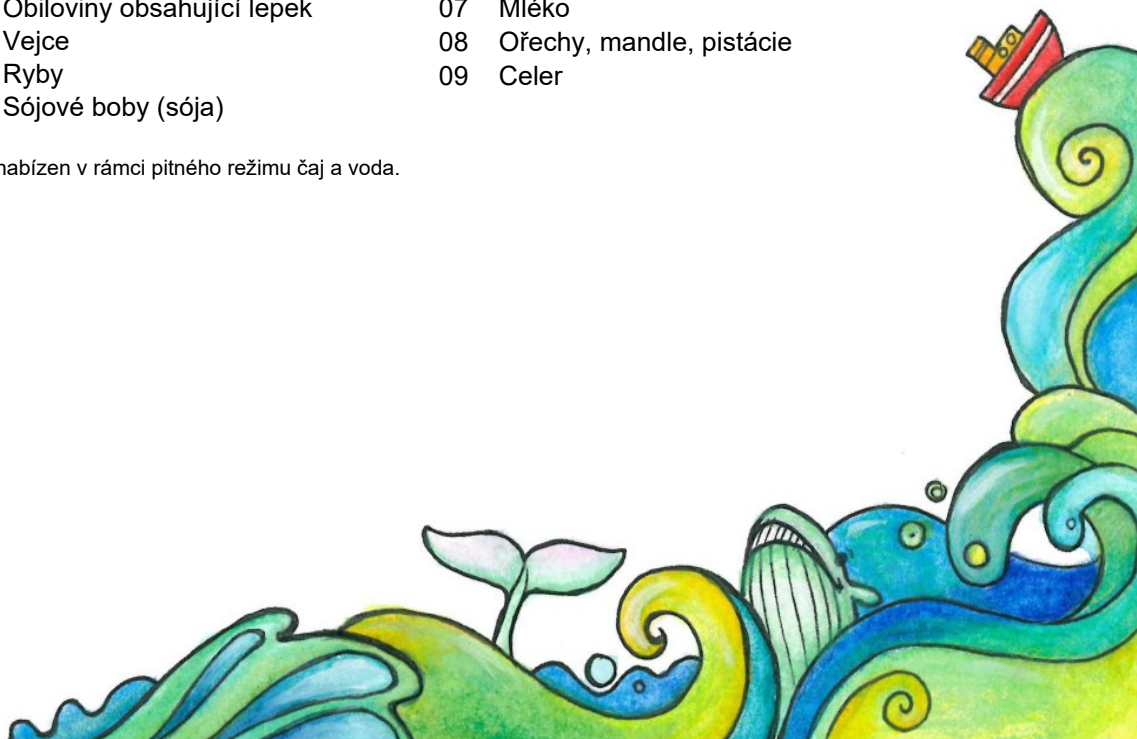 Obiloviny obsahující lepek
Vejce
Ryby
Sójové boby (sója)
07 Mléko
08 Ořechy, mandle, pistácie
09 Celer
nabízen v rámci pitného režimu čaj a voda.